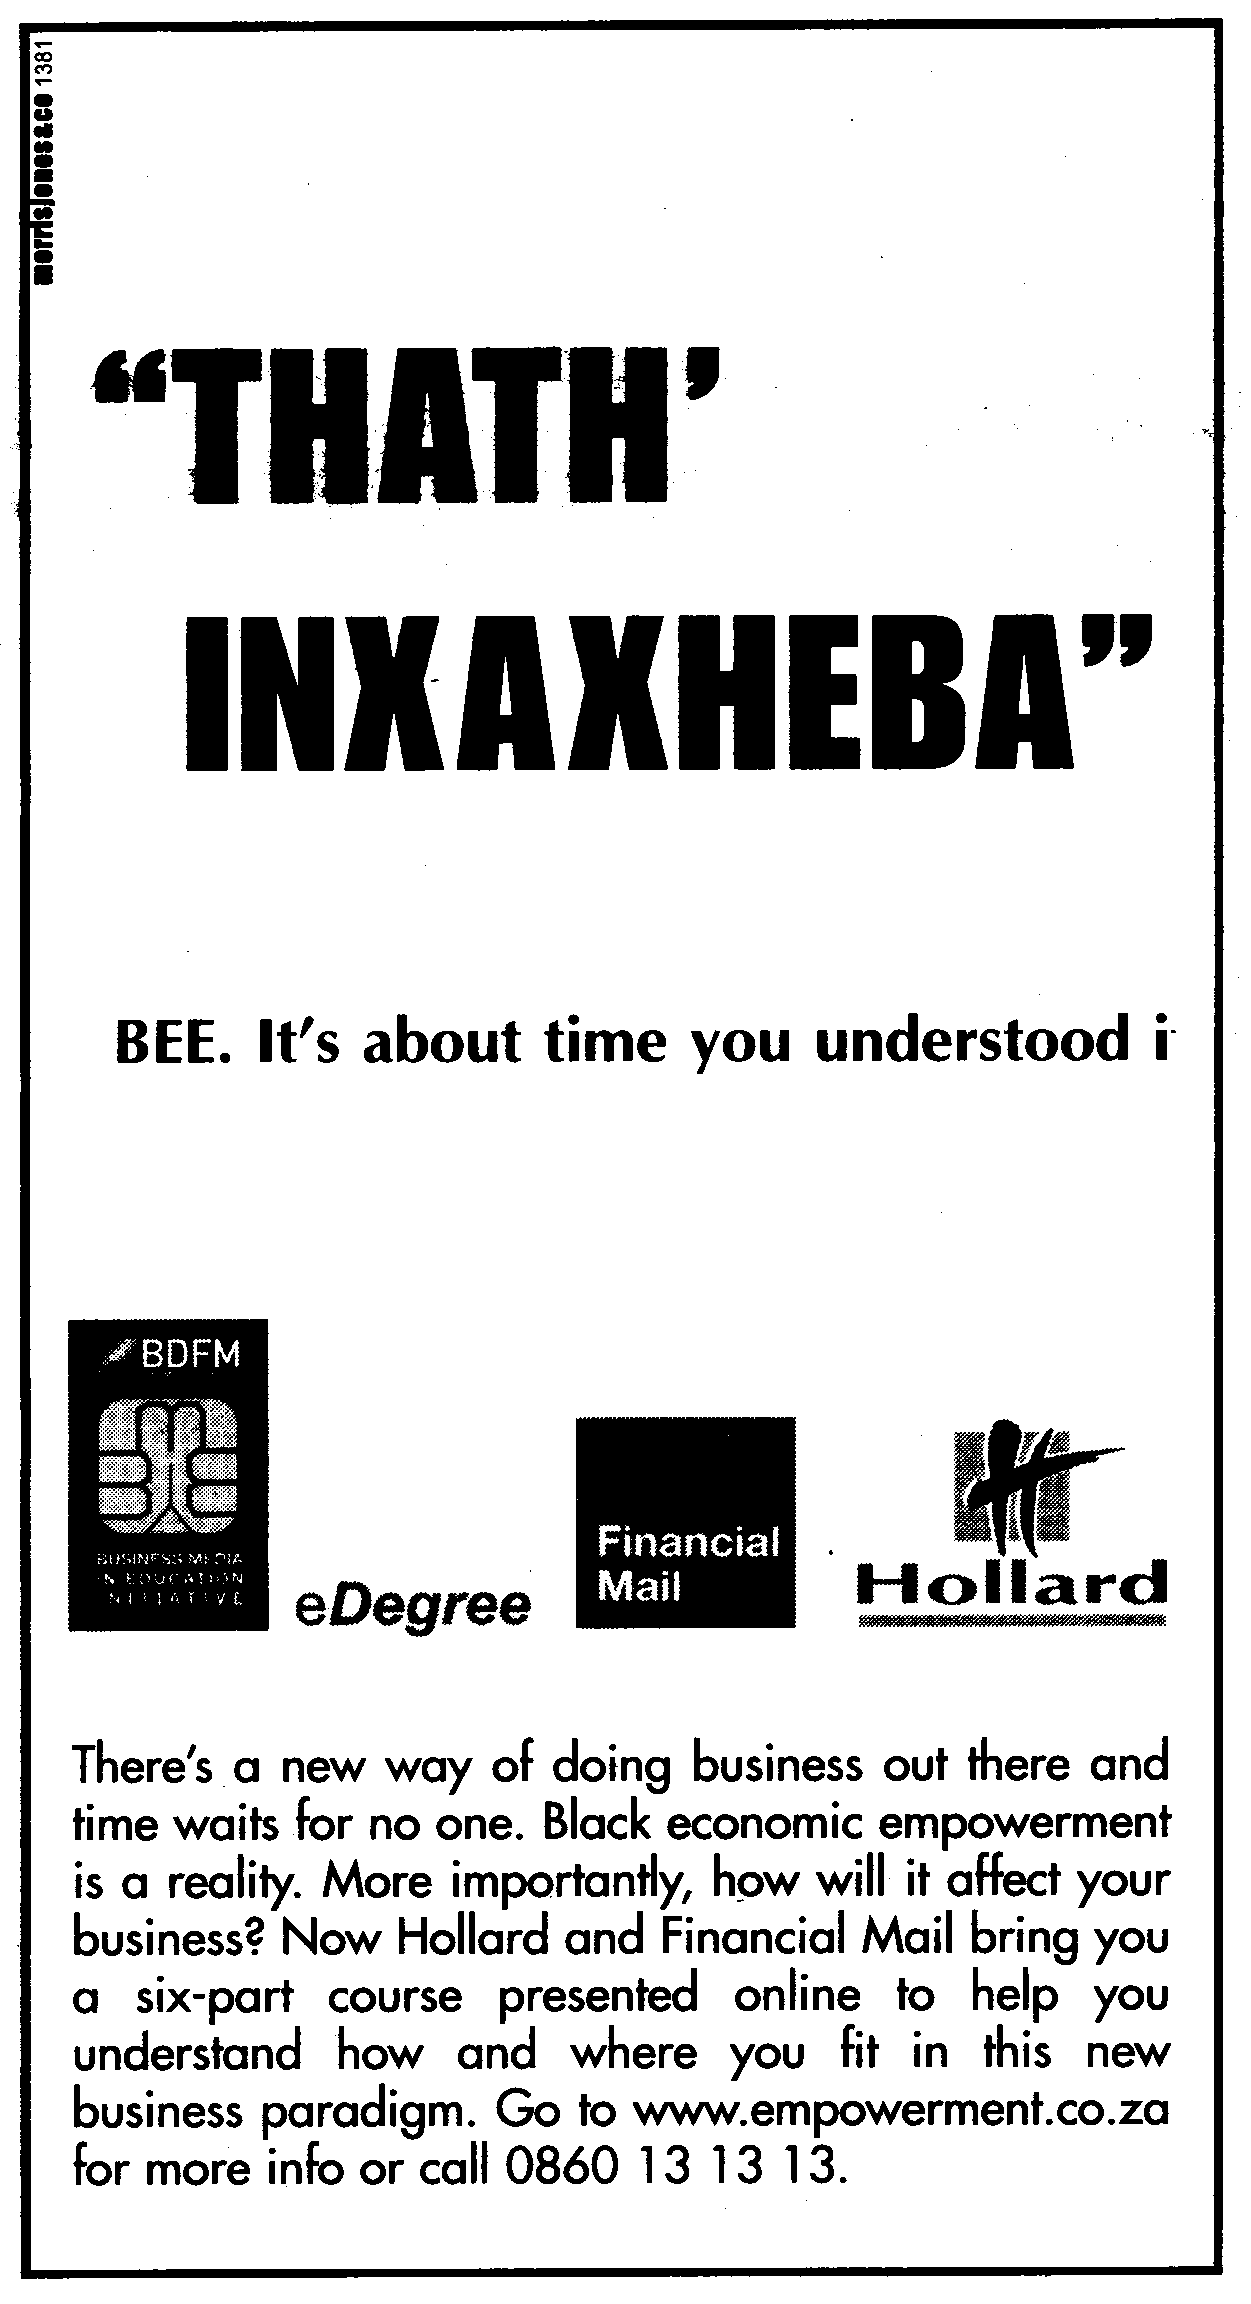 morrisjones&co 1381
“THATH’
INXAXHEBA”
BEE. It’s about time you understood i
BDFM
BUSINESS MEDIA
IN EDUCATION
INITIATIVE
eDegree
Financial
Mail
Hollard
There’s a new way of doing business out there and
time waits for no one. Black economic empowerment
is a reality. More importantly, how will it affect your
business? Now Hollard and Financial Mail bring you
a six-part course presented online to help you
understand how and where you fit in this new
business paradigm. Go to www.empowerment.co.za
for more info or call 0860 13 13 13.